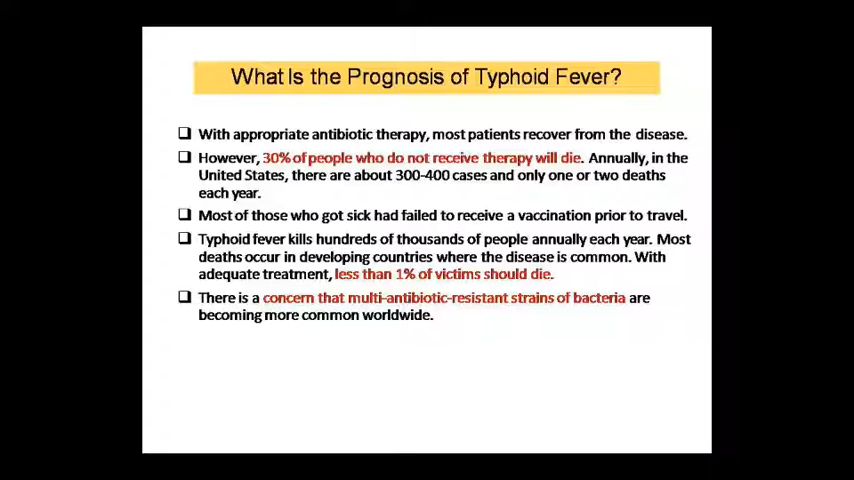 What Is the Prognosis of Typhoid Fever?
❑ With appropriate antibiotic therapy, most patients recover from the disease.
❑ However, 30% of people who do not receive therapy will die. Annually, in the
United States, there are about 300-400 cases and only one or two deaths
each year.
❑ Most of those who got sick had failed to receive a vaccination prior to travel.
❑ Typhoid fever kills hundreds of thousands of people annually each year. Most
deaths occur in developing countries where the disease is common. With
adequate treatment, less than 1% of victims should die.
❑ There is a concern that multi-antibiotic-resistant strains of bacteria are
becoming more common worldwide.